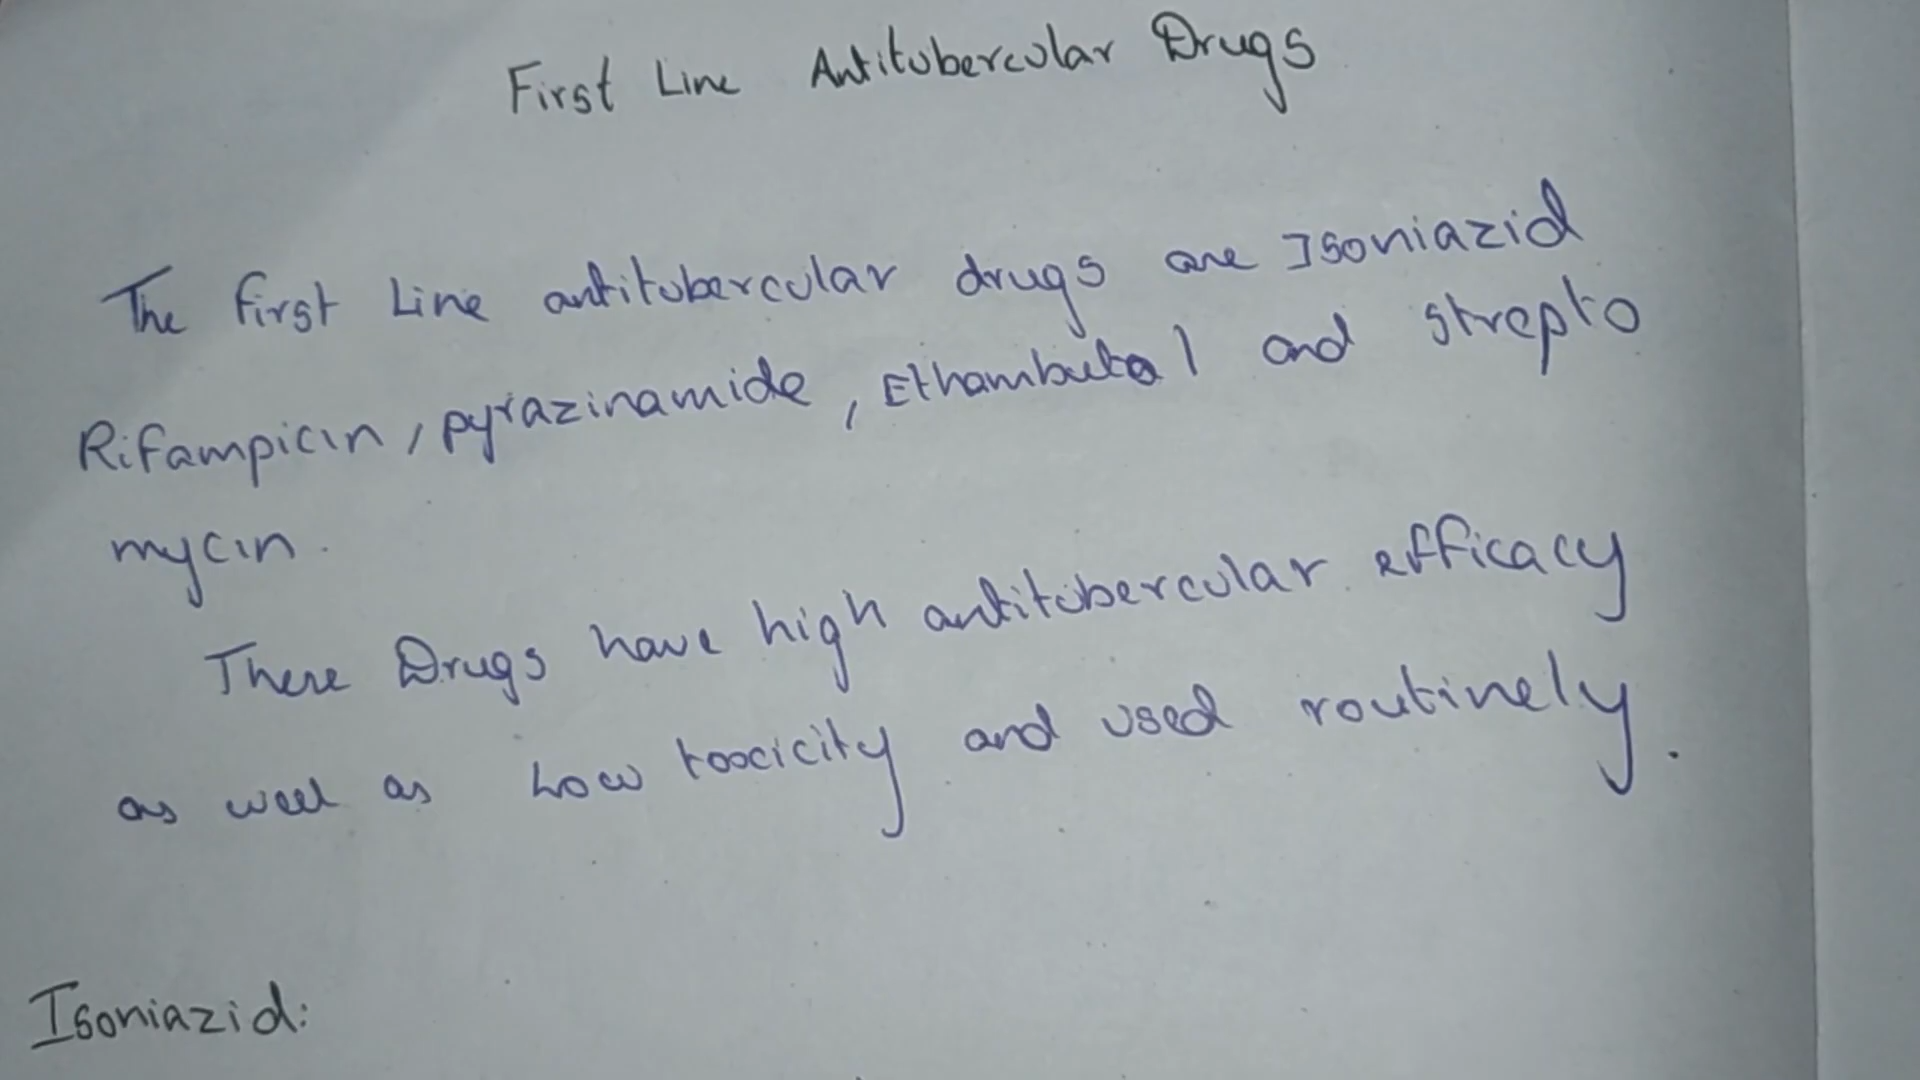 First Line Antitubercular Drugs
The first Line antitubercular drugs are Isoniazid
Rifampicin, pyrazinamide, Ethambutol and strepto
mycin.
There Drugs have high antitubercular efficacy
as well as Low toxicity and used routinely.
Isoniazid: